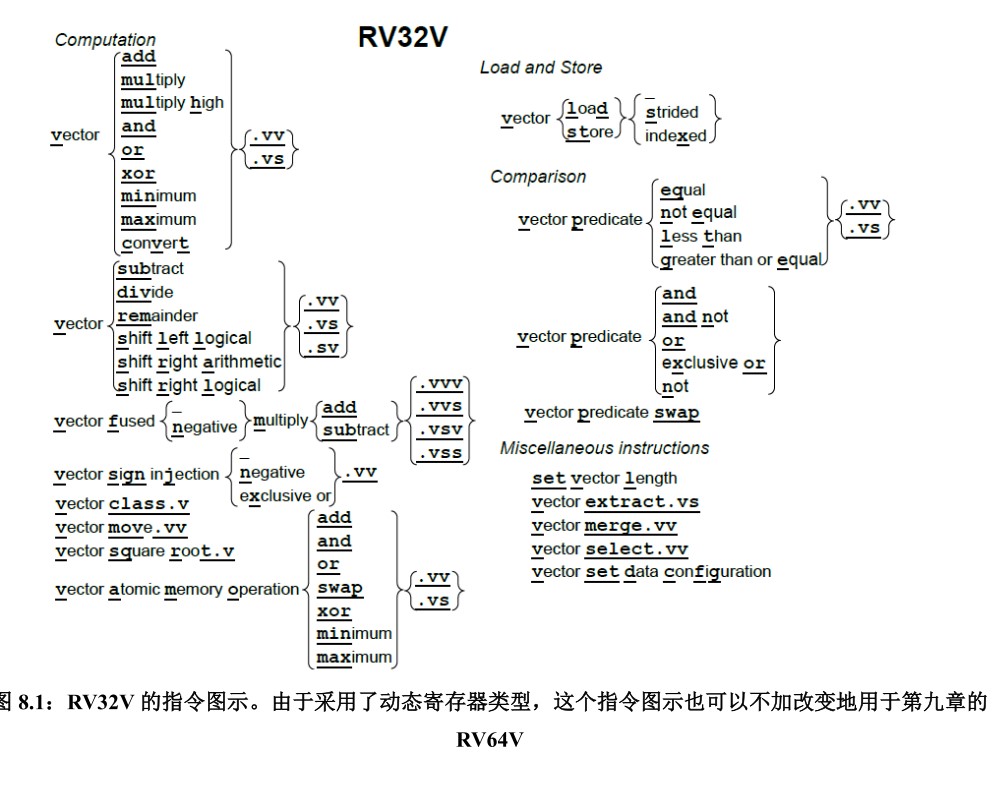 RV32V
Computation
vector
add
multiply
multiply high
and
or
xor
minimum
maximum
convert
.vv
.vs
vector
subtract
divide
remainder
shift left logical
shift right arithmetic
shift right logical
.vv
.vs
.sv
vector fused
negative
multiply
add
subtract
.vvv
.vvs
.vsv
.vss
vector sign injection
negative
exclusive or
.vv
vector class.v
vector move.vv
vector square root.v
vector atomic memory operation
add
and
or
swap
xor
minimum
maximum
.vv
.vs
Load and Store
vector
load
store
strided
indexed
Comparison
vector predicate
equal
not equal
less than
greater than or equal
.vv
.vs
vector predicate
and
and not
or
exclusive or
not
vector predicate swap
Miscellaneous instructions
set vector length
vector extract.vs
vector merge.vv
vector select.vv
vector set data configuration
图 8.1：RV32V 的指令图示。由于采用了动态寄存器类型，这个指令图示也可以不加改变地用于第九章的
RV64V